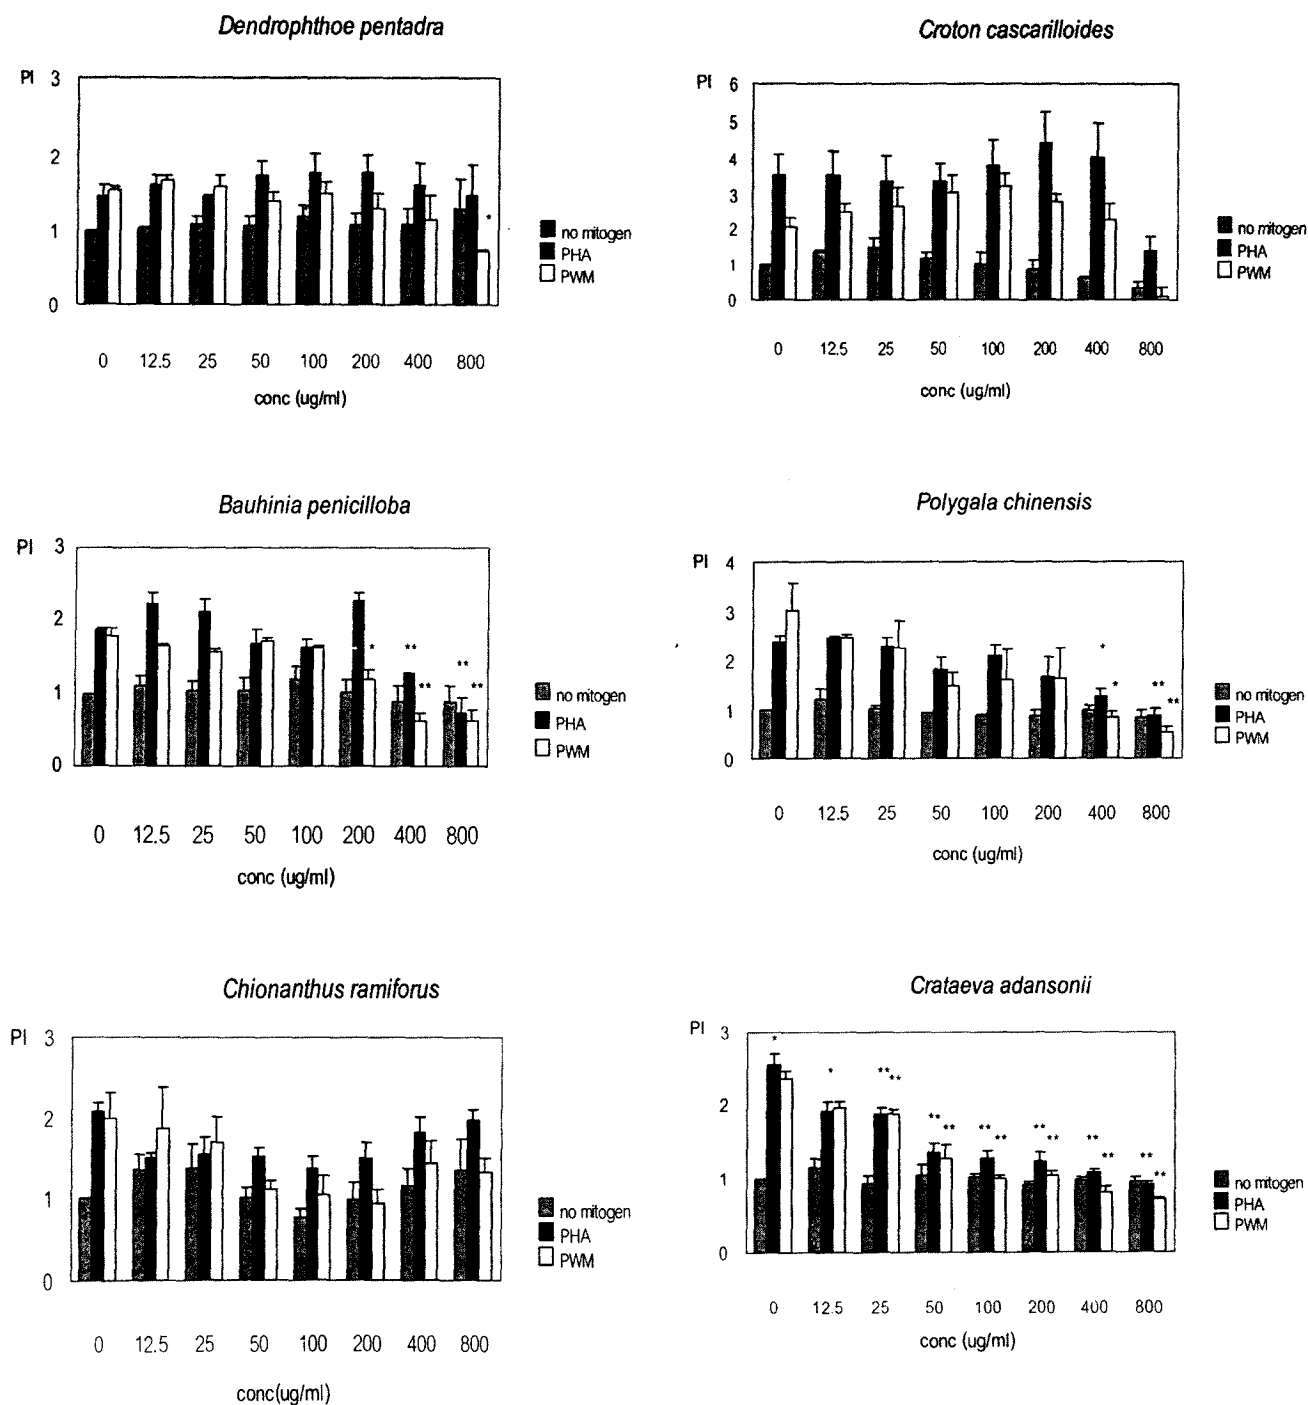 Dendrophthoe pentadra
PI
3
2
1
0
0 12.5 25 50 100 200 400 800
conc (ug/ml)
*
no mitogen
PHA
PWM
Croton cascarilloides
PI
6
5
4
3
2
1
0
0 12.5 25 50 100 200 400 800
conc (ug/ml)
no mitogen
PHA
PWM
Bauhinia penicilloba
PI
3
2
1
0
* ** ** ** **
0 12.5 25 50 100 200 400 800
conc (ug/ml)
no mitogen
PHA
PWM
Polygala chinensis
PI
4
3
2
1
0
* * ** **
0 12.5 25 50 100 200 400 800
conc (ug/ml)
no mitogen
PHA
PWM
Chionanthus ramiforus
PI
3
2
1
0
0 12.5 25 50 100 200 400 800
conc(ug/ml)
no mitogen
PHA
PWM
Crataeva adansonii
PI
3
2
1
0
* * ** ** ** ** ** ** ** ** ** ** ** **
0 12.5 25 50 100 200 400 800
conc (ug/ml)
no mitogen
PHA
PWM